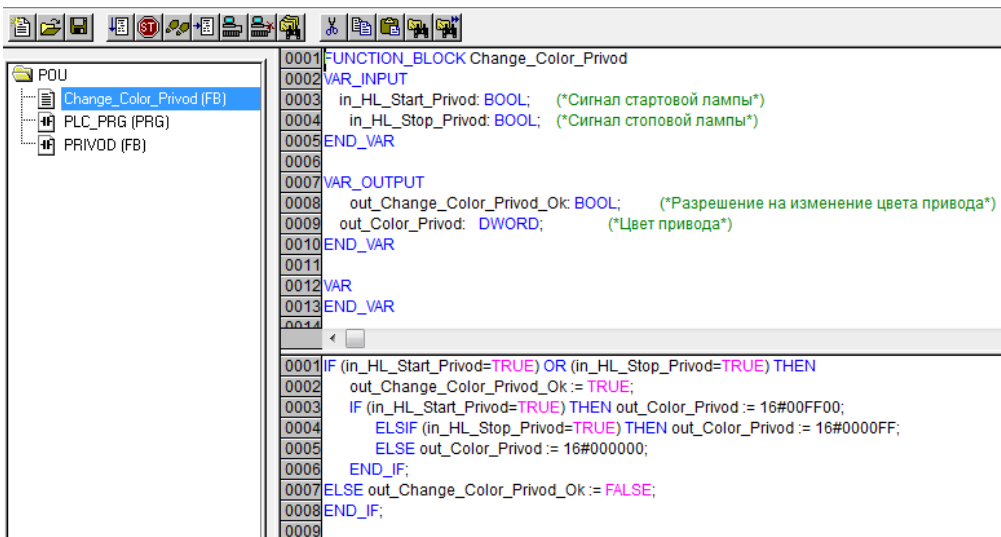 POU
Change_Color_Privod (FB)
PLC_PRG (PRG)
PRIVOD (FB)
0001 FUNCTION_BLOCK Change_Color_Privod
0002 VAR_INPUT
0003 in_HL_Start_Privod: BOOL; (*Сигнал стартовой лампы*)
0004 in_HL_Stop_Privod: BOOL; (*Сигнал стоповой лампы*)
0005 END_VAR
0006
0007 VAR_OUTPUT
0008 out_Change_Color_Privod_Ok: BOOL; (*Разрешение на изменение цвета привода*)
0009 out_Color_Privod: DWORD; (*Цвет привода*)
0010 END_VAR
0011
0012 VAR
0013 END_VAR
0014
0001 IF (in_HL_Start_Privod=TRUE) OR (in_HL_Stop_Privod=TRUE) THEN
0002 out_Change_Color_Privod_Ok := TRUE;
0003 IF (in_HL_Start_Privod=TRUE) THEN out_Color_Privod := 16#00FF00;
0004 ELSIF (in_HL_Stop_Privod=TRUE) THEN out_Color_Privod := 16#0000FF;
0005 ELSE out_Color_Privod := 16#000000;
0006 END_IF;
0007 ELSE out_Change_Color_Privod_Ok := FALSE;
0008 END_IF;
0009